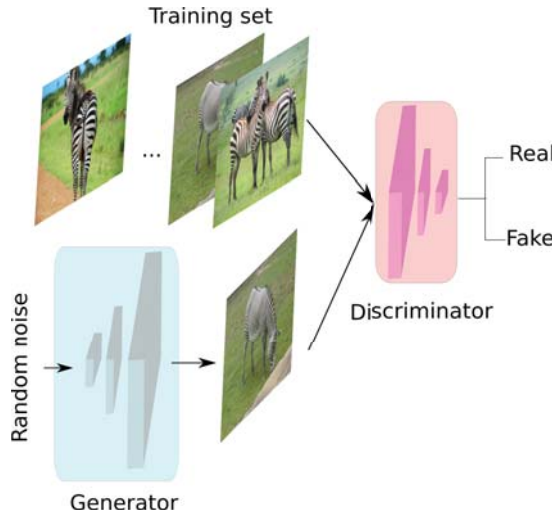 Training set
...
Real
Fake
Discriminator
Random noise
Generator